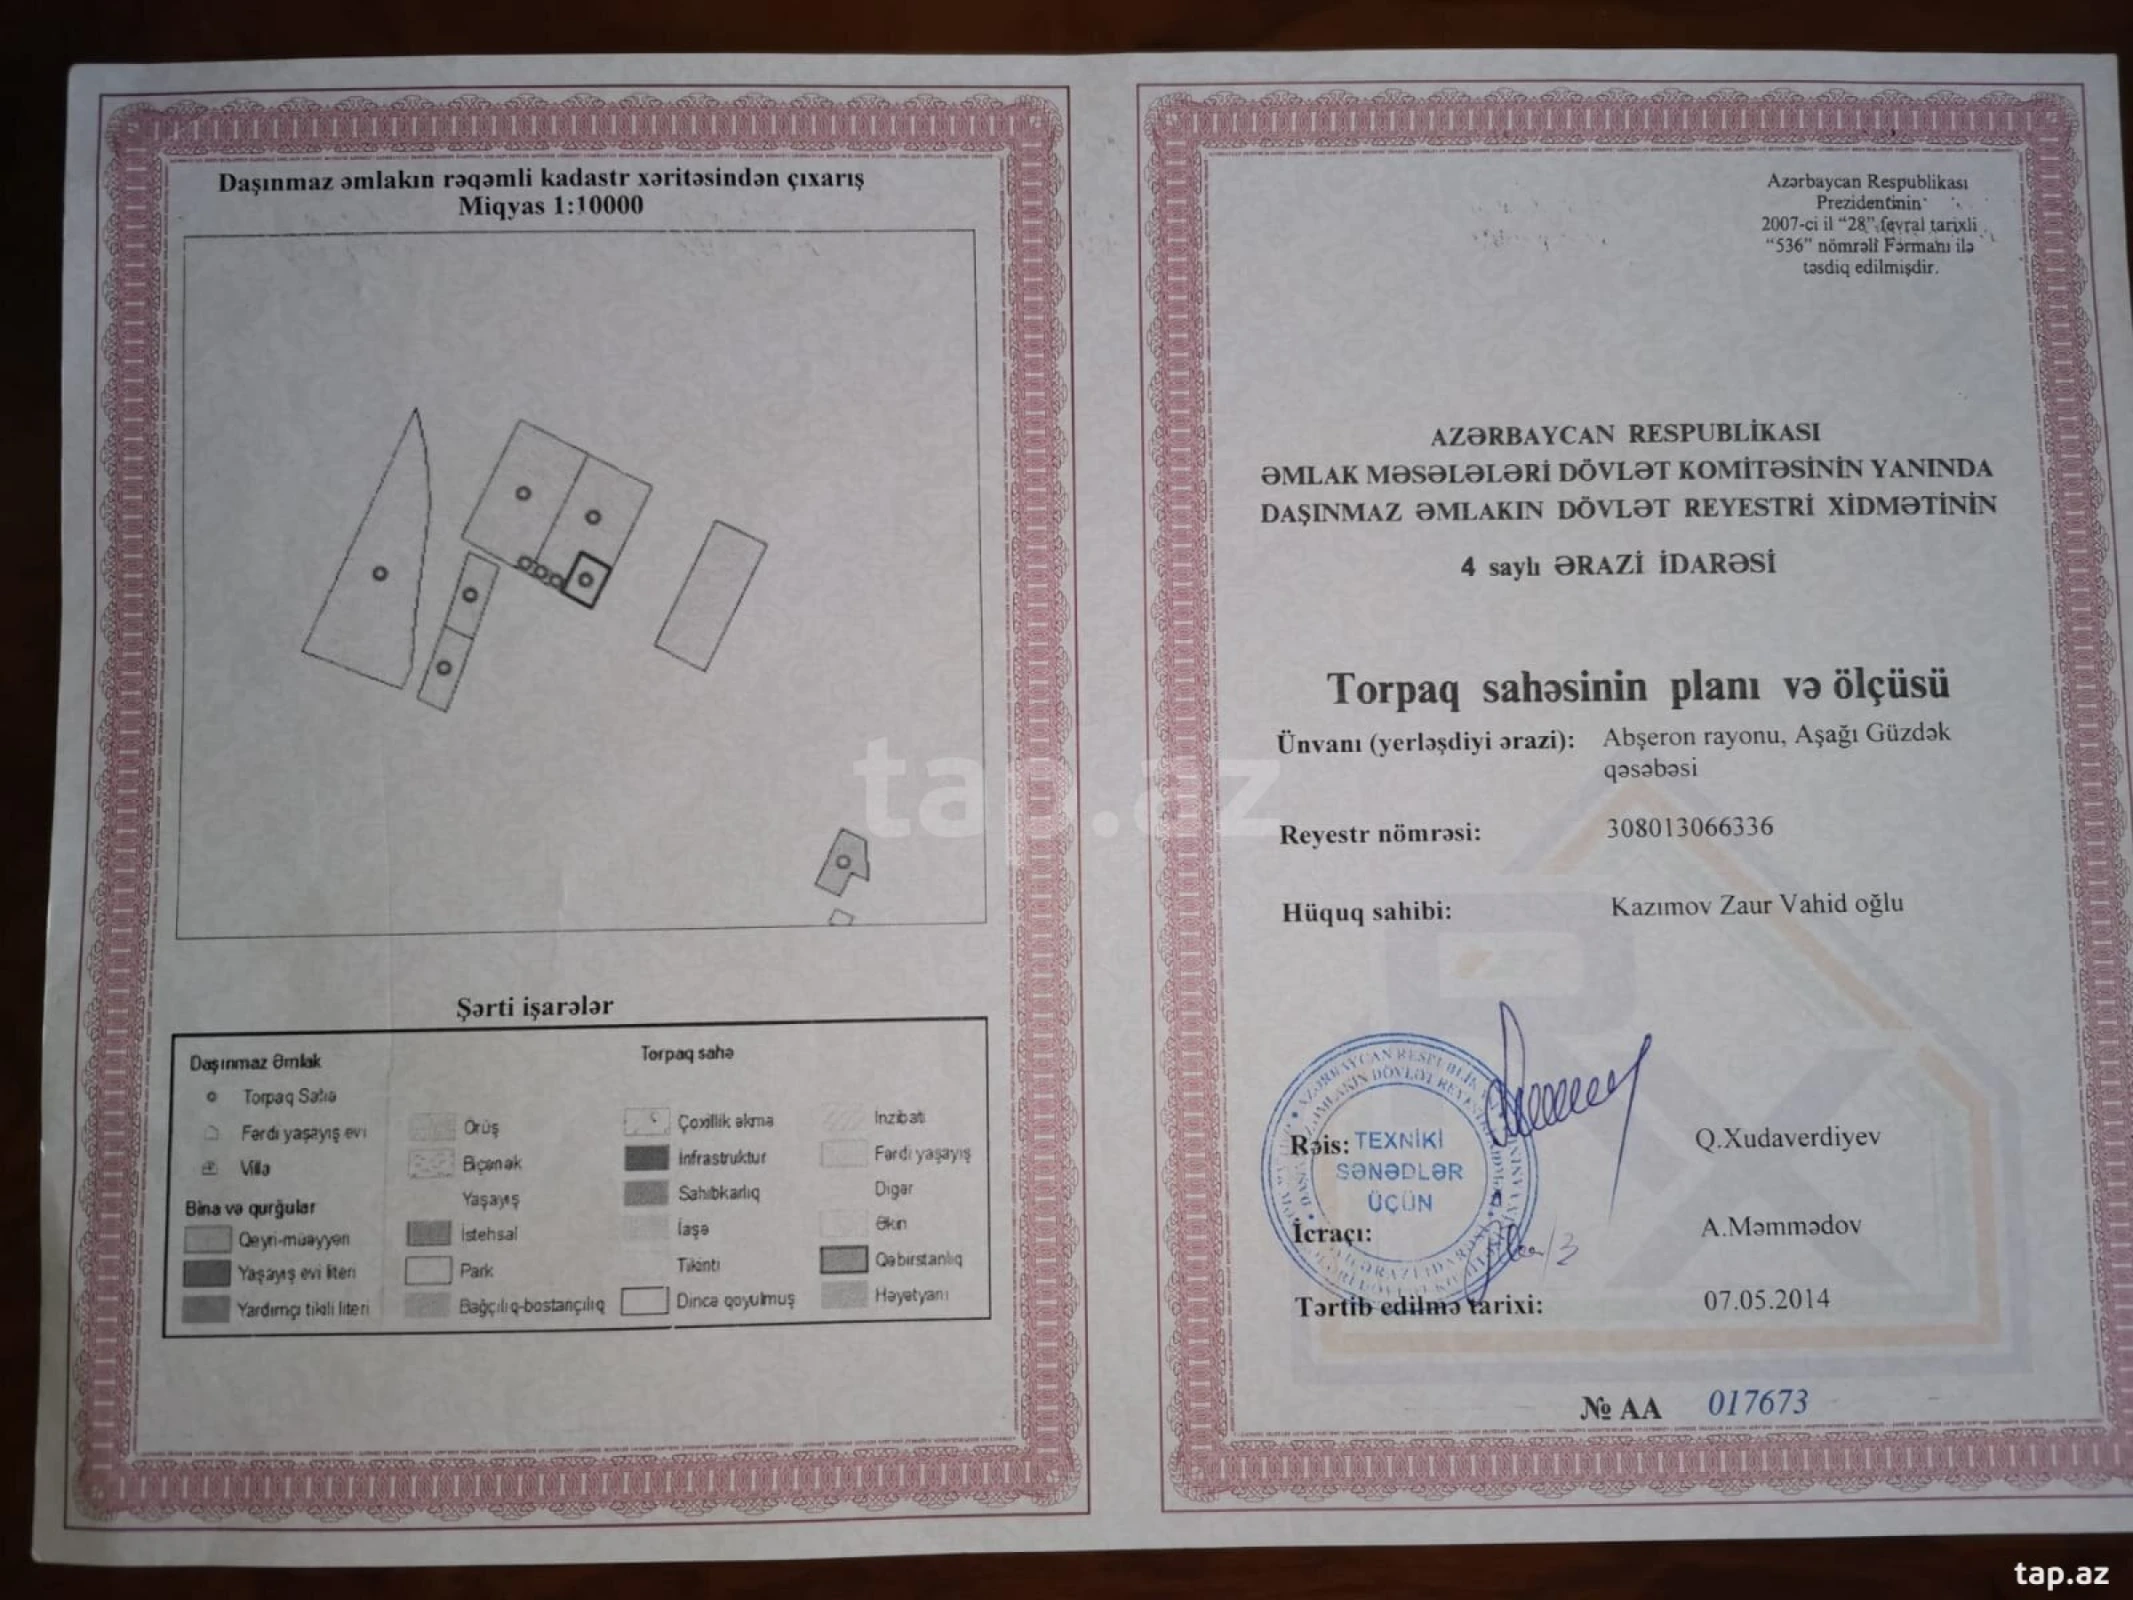 Daşınmaz əmlakın rəqəmli kadastr xəritəsindən çıxarış
Miqyas 1:10000
Şərti işarələr
Daşınmaz Əmlak
Torpaq Sahə
Fərdi yaşayış evi
Villa
Bina və qurğular
Qeyri-müəyyən
Yaşayış evi literi
Yardımçı tikili literi
Örüş
Biçənək
Yaşayış
İstehsal
Park
Bağçılıq-bostançılıq
Torpaq sahə
Çoxillik əkmə
İnfrastruktur
Sahibkarlıq
İaşə
Tikinti
Dincə qoyulmuş
İnzibati
Fərdi yaşayış
Digər
Əkin
Qəbirstanlıq
Həyətyanı
Azərbaycan Respublikası
Prezidentinin
2007-ci il “28” fevral tarixli
“536” nömrəli Fərmanı ilə
təsdiq edilmişdir.
AZƏRBAYCAN RESPUBLİKASI
ƏMLAK MƏSƏLƏLƏRİ DÖVLƏT KOMİTƏSİNİN YANINDA
DAŞINMAZ ƏMLAKIN DÖVLƏT REYESTRİ XİDMƏTİNİN
4 saylı ƏRAZİ İDARƏSİ
Torpaq sahəsinin planı və ölçüsü
Ünvanı (yerləşdiyi ərazi): Abşeron rayonu, Aşağı Güzdək
qəsəbəsi
Reyestr nömrəsi: 308013066336
Hüquq sahibi: Kazımov Zaur Vahid oğlu
Rəis: Q.Xudaverdiyev
TEXNİKİ
SƏNƏDLƏR
ÜÇÜN
İcraçı: A.Məmmədov
Tərtib edilmə tarixi: 07.05.2014
№ AA 017673
tap.az
tap.az